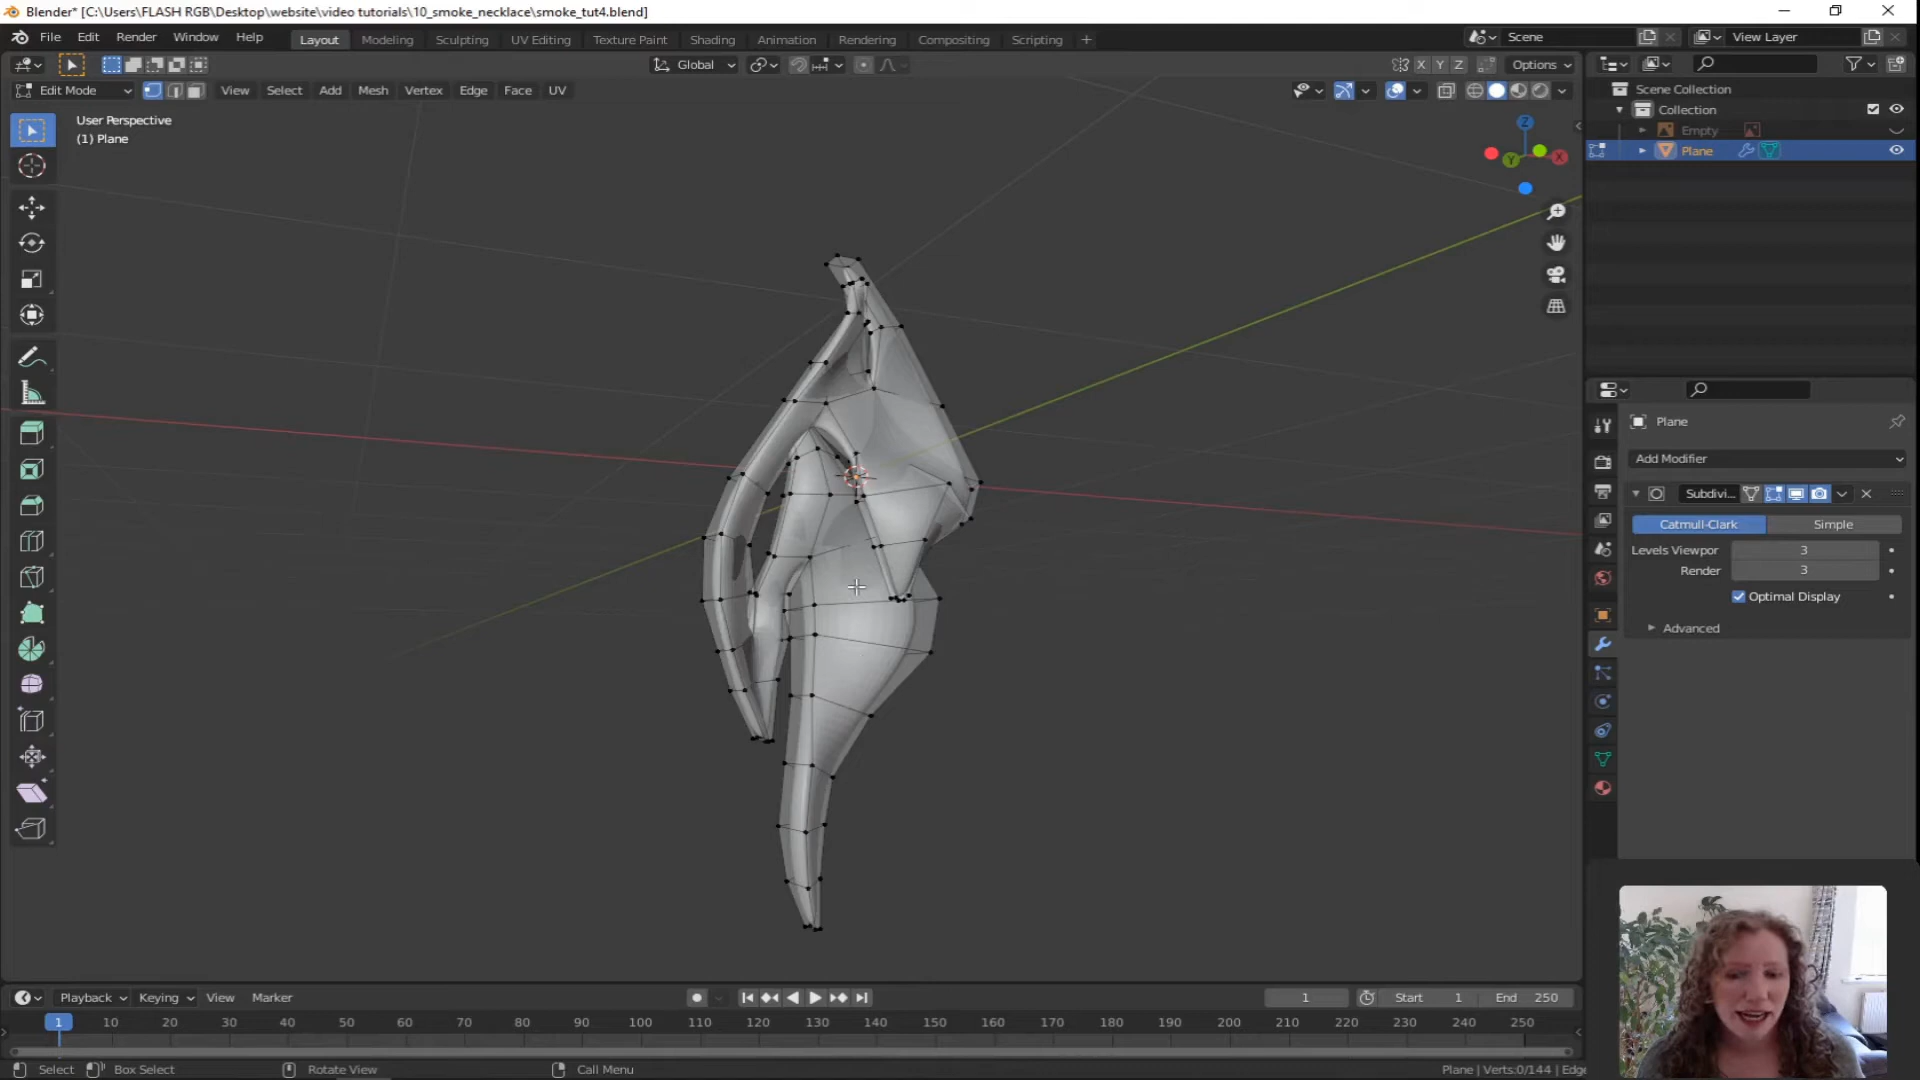 Blender* [C:\Users\FLASH RGB\Desktop\website\video tutorials\10_smoke_necklace\smoke_tut4.blend]
File Edit Render Window Help Layout Modeling Sculpting UV Editing Texture Paint Shading Animation Rendering Compositing Scripting + Scene View Layer
Global X Y Z Options
Edit Mode View Select Add Mesh Vertex Edge Face UV
Scene Collection
Collection
Empty
Plane
User Perspective
(1) Plane
Z
Y X
Plane
Add Modifier
Subdivi...
Catmull-Clark Simple
Levels Viewpor 3
Render 3
Optimal Display
Advanced
Playback Keying View Marker 1 Start 1 End 250
1 10 20 30 40 50 60 70 80 90 100 110 120 130 140 150 160 170 180 190 200 210 220 230 240 250
Select Box Select Rotate View Call Menu Plane | Verts:0/144 | Edge